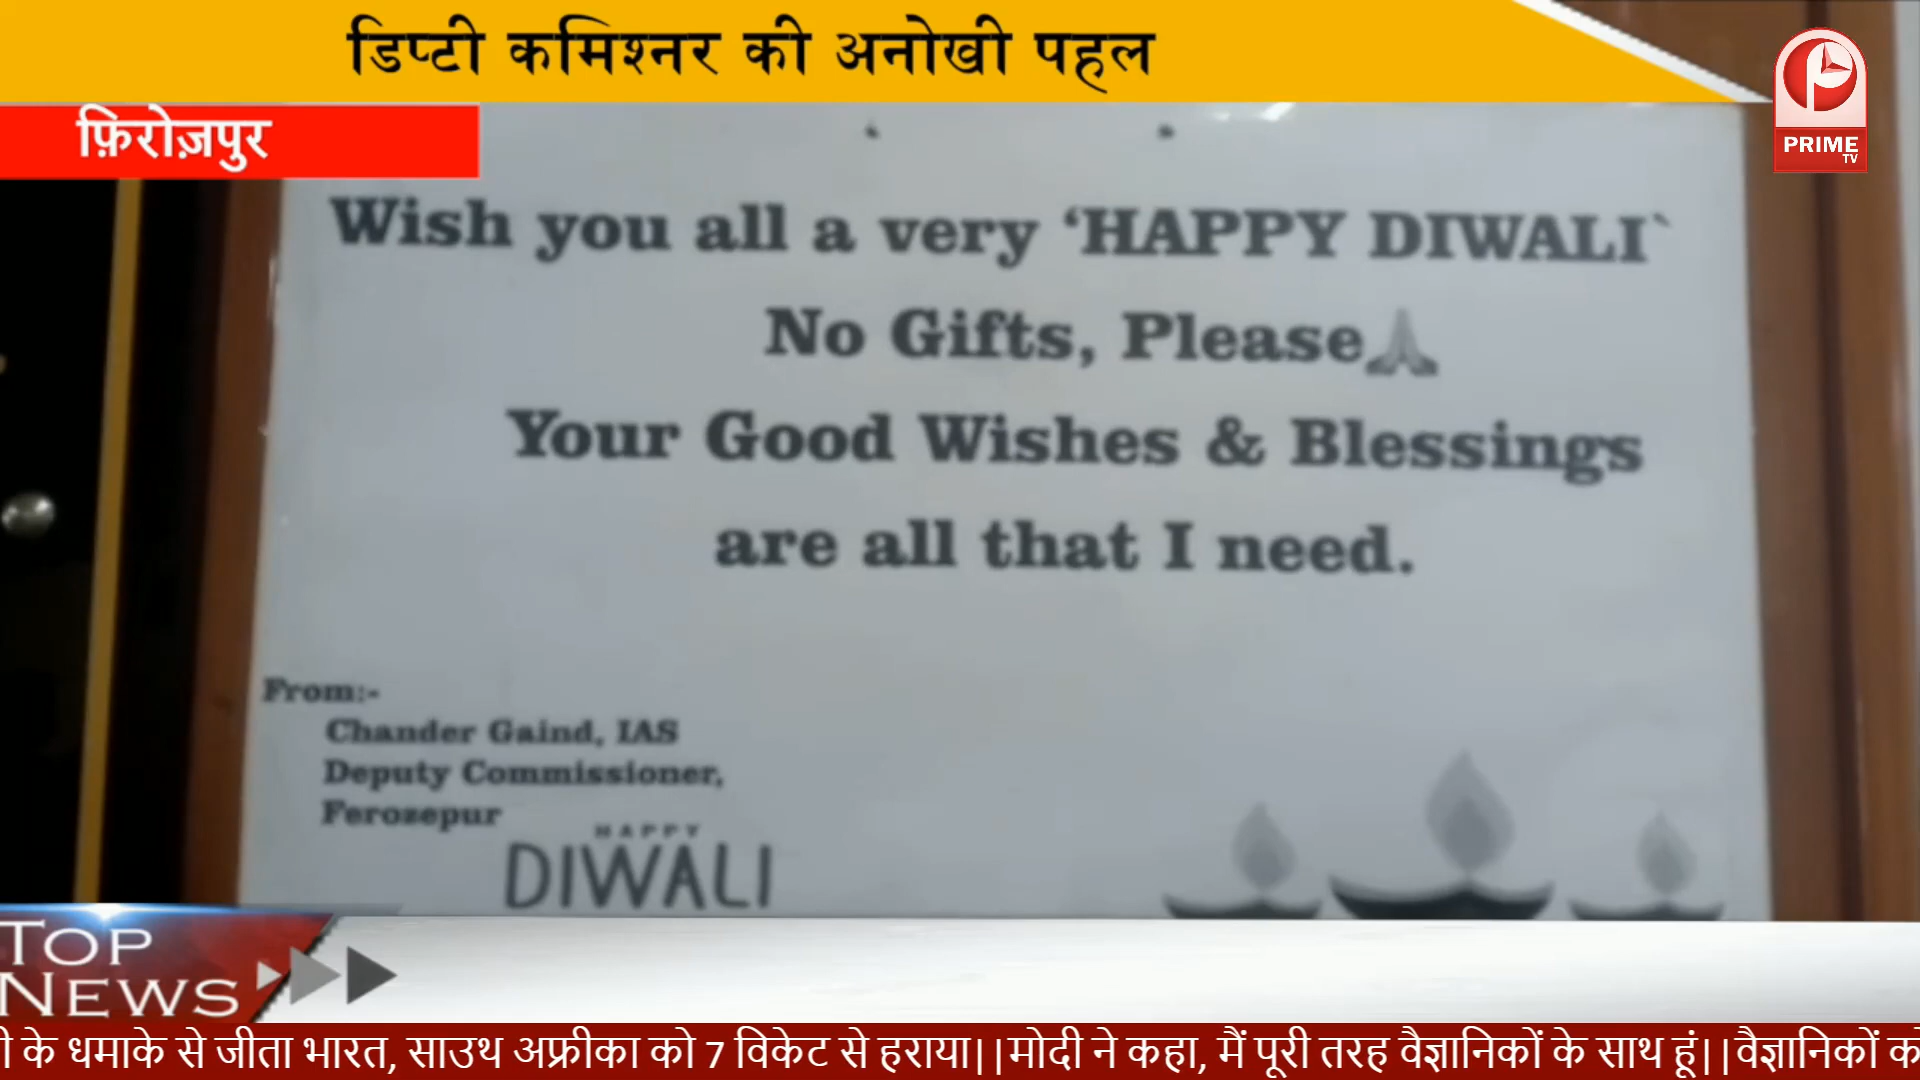 डिप्टी कमिश्नर की अनोखी पहल
फ़िरोज़पुर
PRIME
TV
Wish you all a very ‘HAPPY DIWALI`
No Gifts, Please🙏
Your Good Wishes & Blessings
are all that I need.
From:-
Chander Gaind, IAS
Deputy Commissioner,
Ferozepur
HAPPY
DIWALI
TOP
NEWS
के धमाके से जीता भारत, साउथ अफ्रीका को 7 विकेट से हराया||मोदी ने कहा, मैं पूरी तरह वैज्ञानिकों के साथ हूं||वैज्ञानिकों